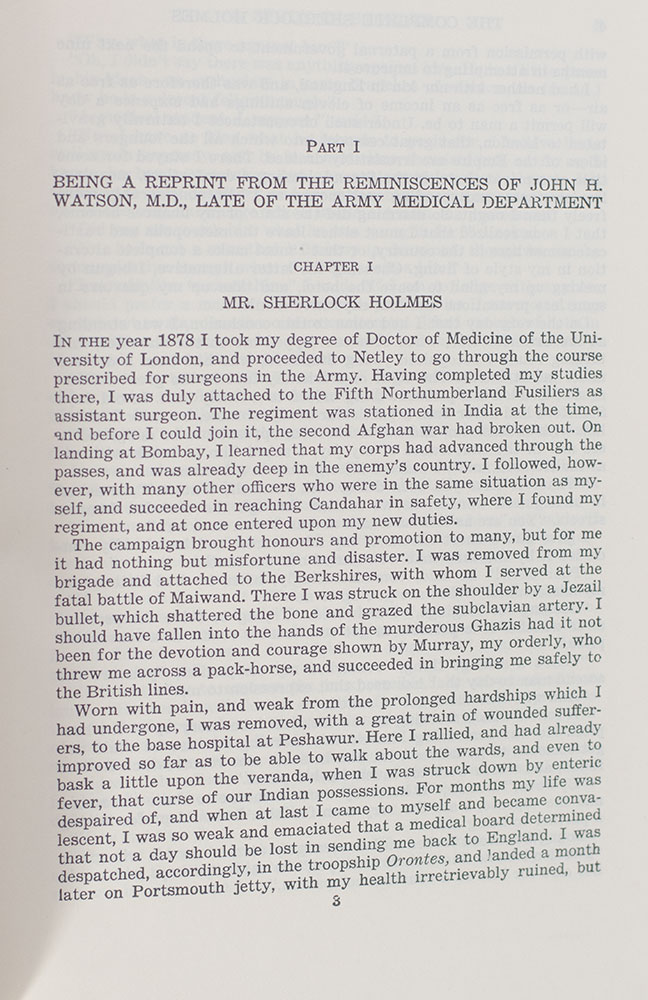 PART I
BEING A REPRINT FROM THE REMINISCENCES OF JOHN H.
WATSON, M.D., LATE OF THE ARMY MEDICAL DEPARTMENT
CHAPTER I
MR. SHERLOCK HOLMES
IN THE year 1878 I took my degree of Doctor of Medicine of the Uni-
versity of London, and proceeded to Netley to go through the course
prescribed for surgeons in the Army. Having completed my studies
there, I was duly attached to the Fifth Northumberland Fusiliers as
assistant surgeon. The regiment was stationed in India at the time,
and before I could join it, the second Afghan war had broken out. On
landing at Bombay, I learned that my corps had advanced through the
passes, and was already deep in the enemy's country. I followed, how-
ever, with many other officers who were in the same situation as my-
self, and succeeded in reaching Candahar in safety, where I found my
regiment, and at once entered upon my new duties.
The campaign brought honours and promotion to many, but for me
it had nothing but misfortune and disaster. I was removed from my
brigade and attached to the Berkshires, with whom I served at the
fatal battle of Maiwand. There I was struck on the shoulder by a Jezail
bullet, which shattered the bone and grazed the subclavian artery. I
should have fallen into the hands of the murderous Ghazis had it not
been for the devotion and courage shown by Murray, my orderly, who
threw me across a pack-horse, and succeeded in bringing me safely to
the British lines.
Worn with pain, and weak from the prolonged hardships which I
had undergone, I was removed, with a great train of wounded suffer-
ers, to the base hospital at Peshawur. Here I rallied, and had already
improved so far as to be able to walk about the wards, and even to
bask a little upon the veranda, when I was struck down by enteric
fever, that curse of our Indian possessions. For months my life was
despaired of, and when at last I came to myself and became conva-
lescent, I was so weak and emaciated that a medical board determined
that not a day should be lost in sending me back to England. I was
despatched, accordingly, in the troopship Orontes, and landed a month
later on Portsmouth jetty, with my health irretrievably ruined, but
3